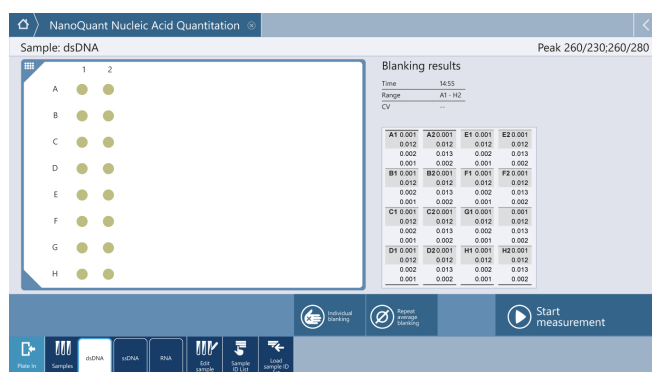 NanoQuant Nucleic Acid Quantitation
Sample: dsDNA
Peak 260/230;260/280
1 2
A
B
C
D
E
F
G
H
Blanking results
Time 14:55
Range A1 - H2
CV --
A1 0.001 A2 0.001 E1 0.001 E2 0.001
0.012 0.012 0.012 0.012
0.002 0.013 0.002 0.013
0.001 0.002 0.001 0.002
B1 0.001 B2 0.001 F1 0.001 F2 0.001
0.012 0.012 0.012 0.012
0.002 0.013 0.002 0.013
0.001 0.002 0.001 0.002
C1 0.001 C2 0.001 G1 0.001 0.001
0.012 0.012 0.012 0.012
0.002 0.013 0.002 0.013
0.001 0.002 0.001 0.002
D1 0.001 D2 0.001 H1 0.001 H2 0.001
0.012 0.012 0.012 0.012
0.002 0.013 0.002 0.013
0.001 0.002 0.001 0.002
Individual
blanking
Repeat
average
blanking
Start
measurement
Plate In
Samples
dsDNA
ssDNA
RNA
Edit
sample
Sample
ID List
Load
sample ID